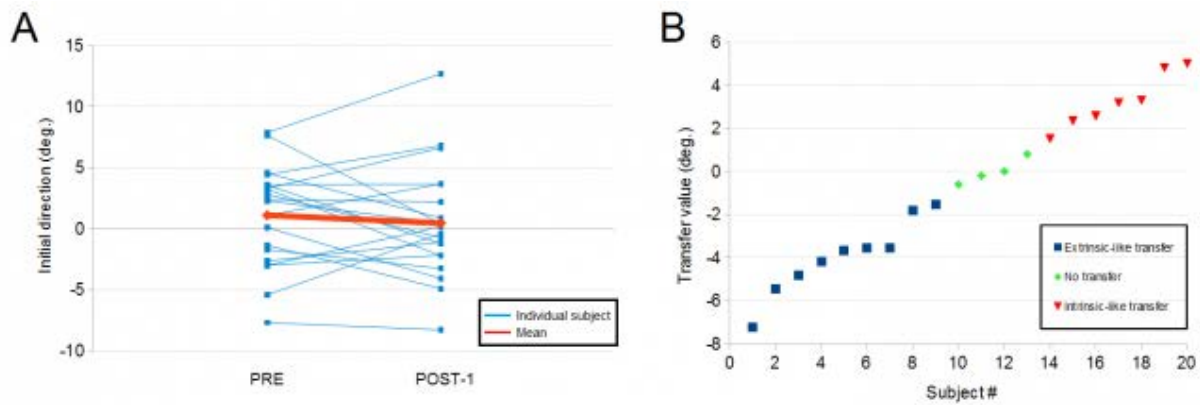 A
Initial direction (deg.)
15
10
5
0
-5
-10
PRE
POST-1
Individual subject
Mean
B
Transfer value (deg.)
6
4
2
0
-2
-4
-6
-8
0 2 4 6 8 10 12 14 16 18 20
Subject #
Extrinsic-like transfer
No transfer
Intrinsic-like transfer